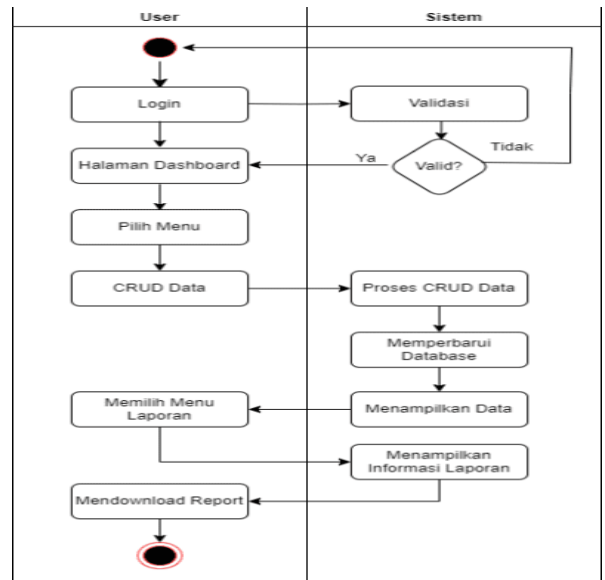 User
Sistem
Login
Validasi
Tidak
Ya
Valid?
Halaman Dashboard
Pilih Menu
CRUD Data
Proses CRUD Data
Memperbarui
Database
Memilih Menu
Laporan
Menampilkan Data
Menampilkan
Informasi Laporan
Mendownload Report